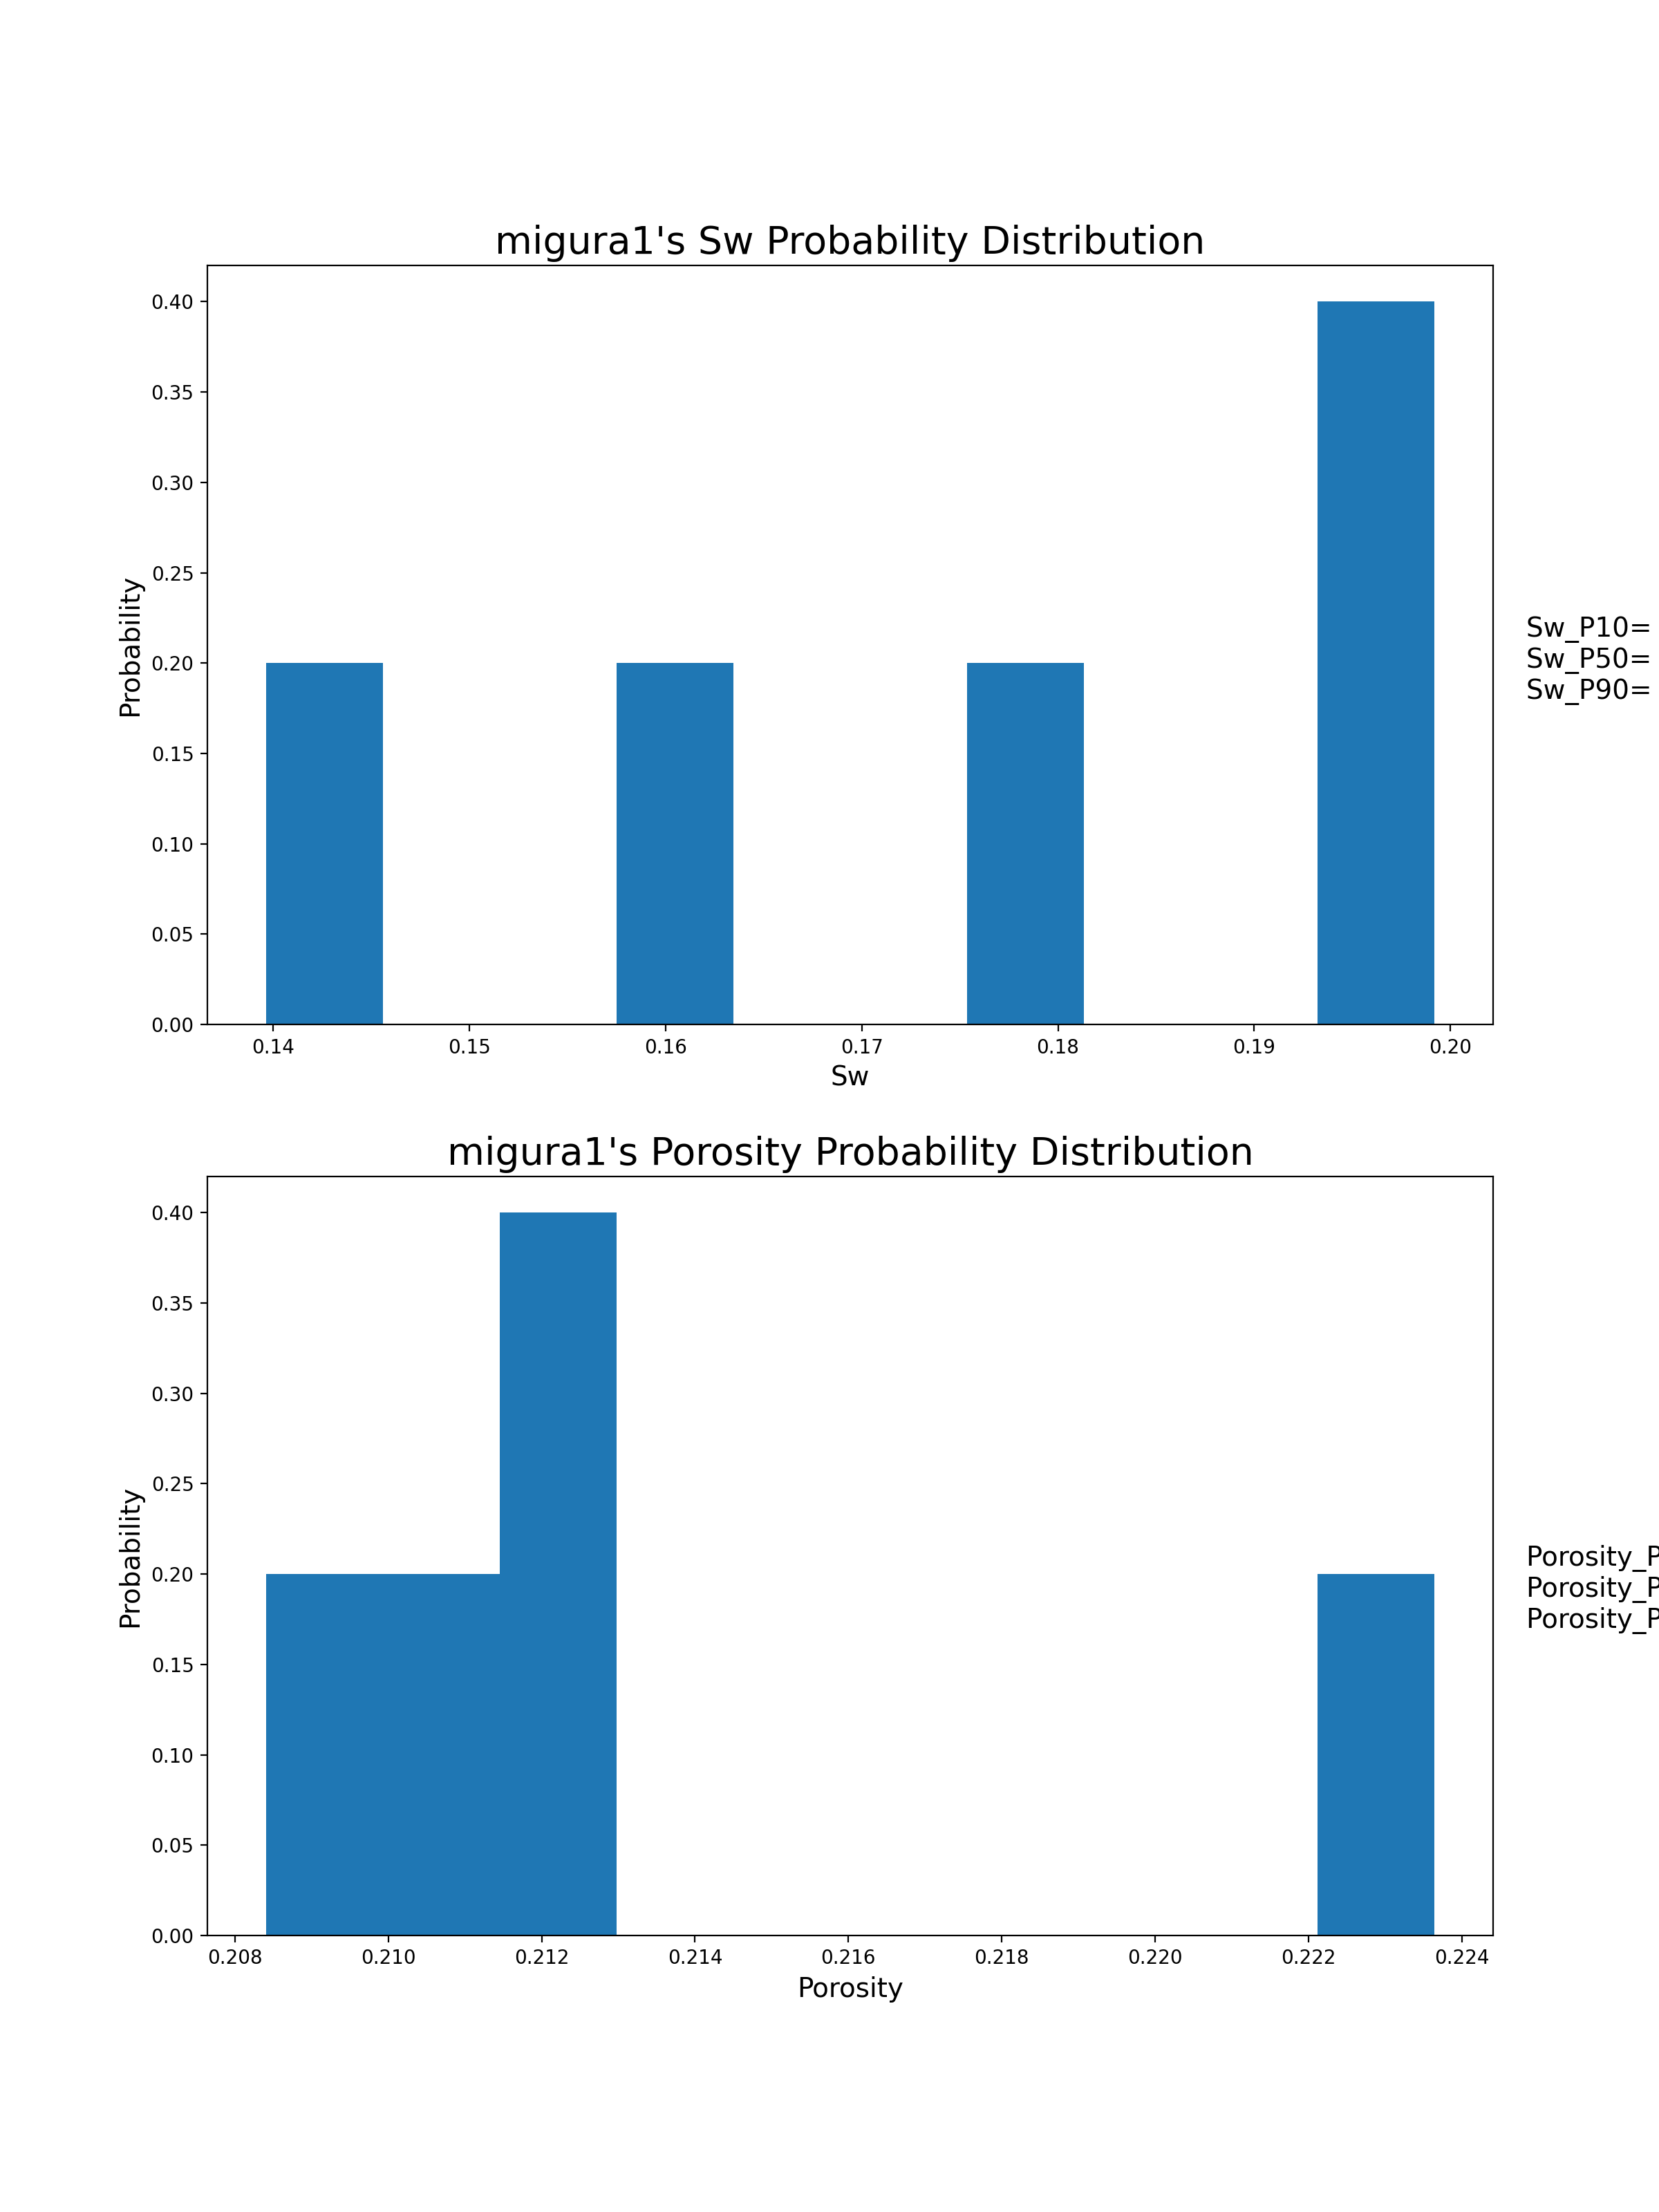 migura1's Sw Probability Distribution
0.40
0.35
0.30
0.25
0.20
0.15
0.10
0.05
0.00
Probability
0.14 0.15 0.16 0.17 0.18 0.19 0.20
Sw
Sw_P10=
Sw_P50=
Sw_P90=
migura1's Porosity Probability Distribution
0.40
0.35
0.30
0.25
0.20
0.15
0.10
0.05
0.00
Probability
0.208 0.210 0.212 0.214 0.216 0.218 0.220 0.222 0.224
Porosity
Porosity_P
Porosity_P
Porosity_P